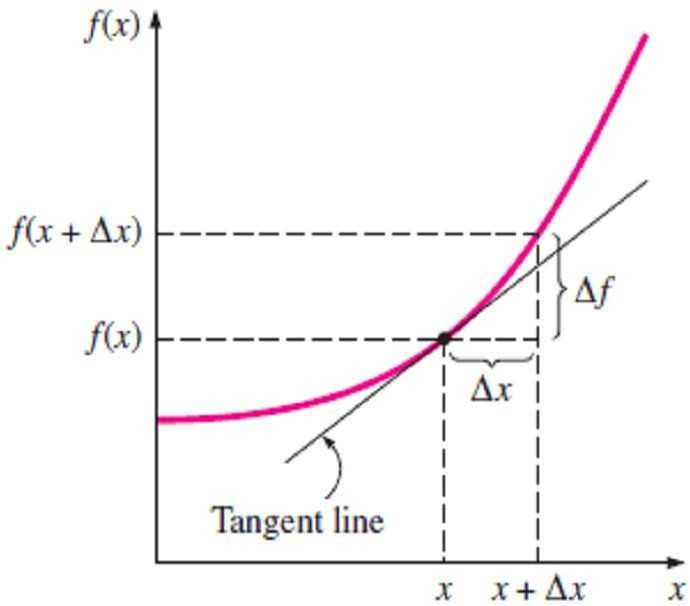 f(x)
f(x + Δx)
Δf
f(x)
Δx
Tangent line
x
x + Δx
x